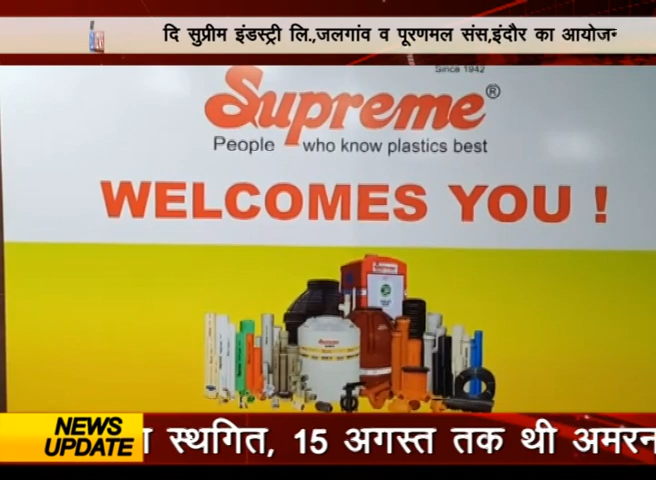 दि सुप्रीम इंडस्ट्री लि.,जलगांव व पूरणमल संस,इंदौर का आयोजन
Since 1942
Supreme®
People who know plastics best
WELCOMES YOU !
NEWS UPDATE
स्थगित, 15 अगस्त तक थी